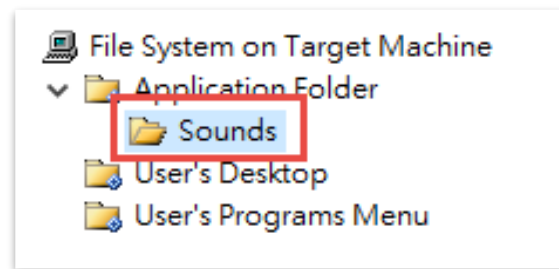 File System on Target Machine
Application Folder
Sounds
User's Desktop
User's Programs Menu